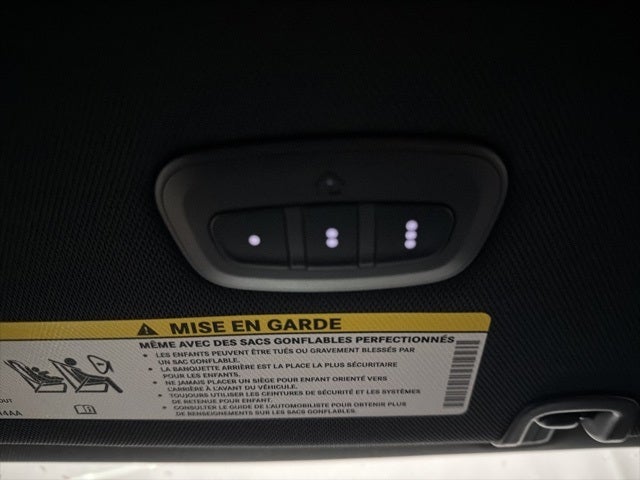 MISE EN GARDE
MÊME AVEC DES SACS GONFLABLES PERFECTIONNÉS
• LES ENFANTS PEUVENT ÊTRE TUÉS OU GRAVEMENT BLESSÉS PAR
UN SAC GONFLABLE.
• LA BANQUETTE ARRIÈRE EST LA PLACE LA PLUS SÉCURITAIRE
POUR LES ENFANTS.
• NE JAMAIS PLACER UN SIÈGE POUR ENFANT ORIENTÉ VERS
L'ARRIÈRE À L'AVANT DU VÉHICULE.
• TOUJOURS UTILISER LES CEINTURES DE SÉCURITÉ ET LES SYSTÈMES
DE RETENUE POUR ENFANT.
• CONSULTER LE GUIDE DE L'AUTOMOBILISTE POUR OBTENIR PLUS
DE RENSEIGNEMENTS SUR LES SACS GONFLABLES.
out
4AA